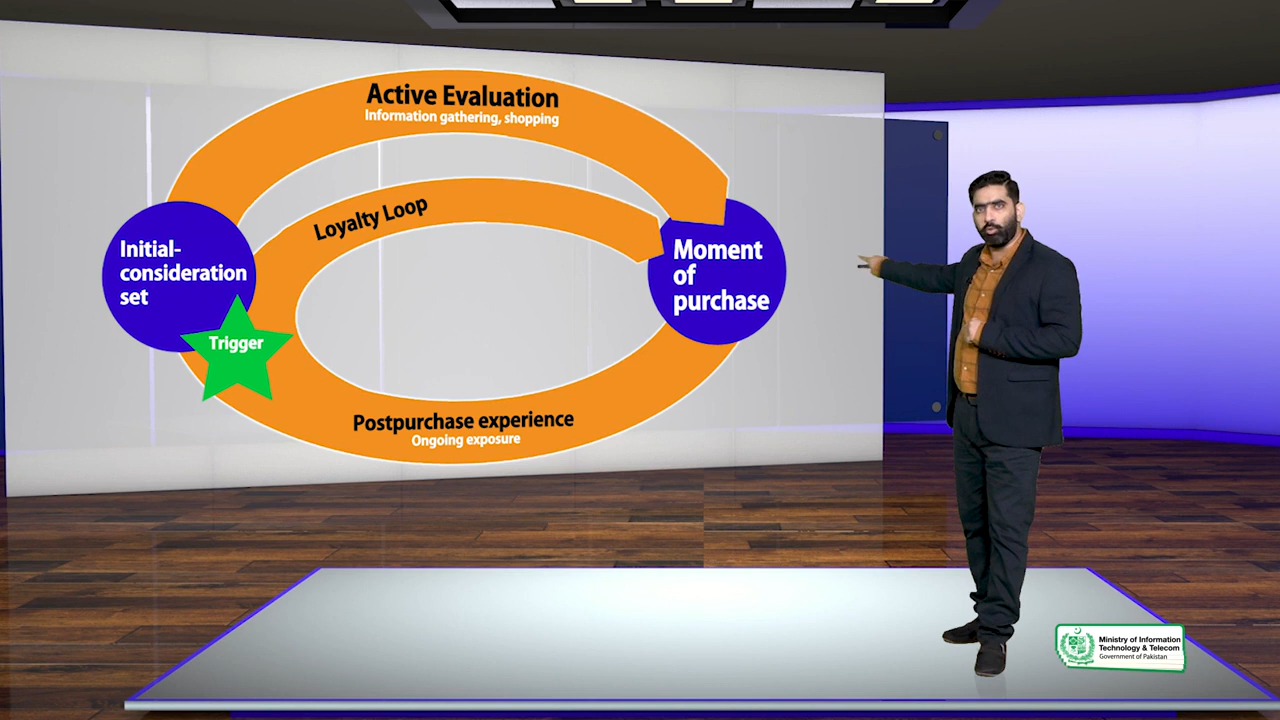 Active Evaluation
Information gathering, shopping
Loyalty Loop
Initial-
consideration
set
Trigger
Moment
of
purchase
Postpurchase experience
Ongoing exposure
Ministry of Information
Technology & Telecom
Government of Pakistan